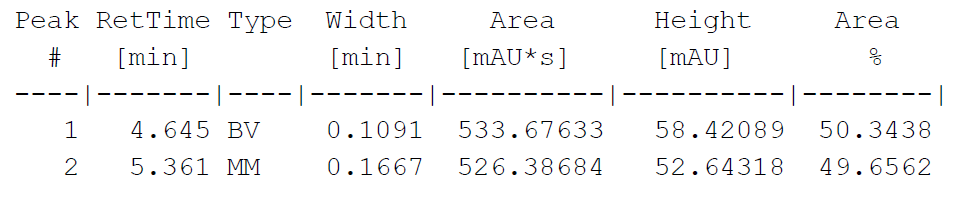 Peak RetTime Type  Width     Area      Height     Area
  #   [min]        [min]   [mAU*s]     [mAU]        %
----|-------|----|-------|----------|----------|--------|
   1   4.645 BV    0.1091  533.67633   58.42089  50.3438
   2   5.361 MM    0.1667  526.38684   52.64318  49.6562